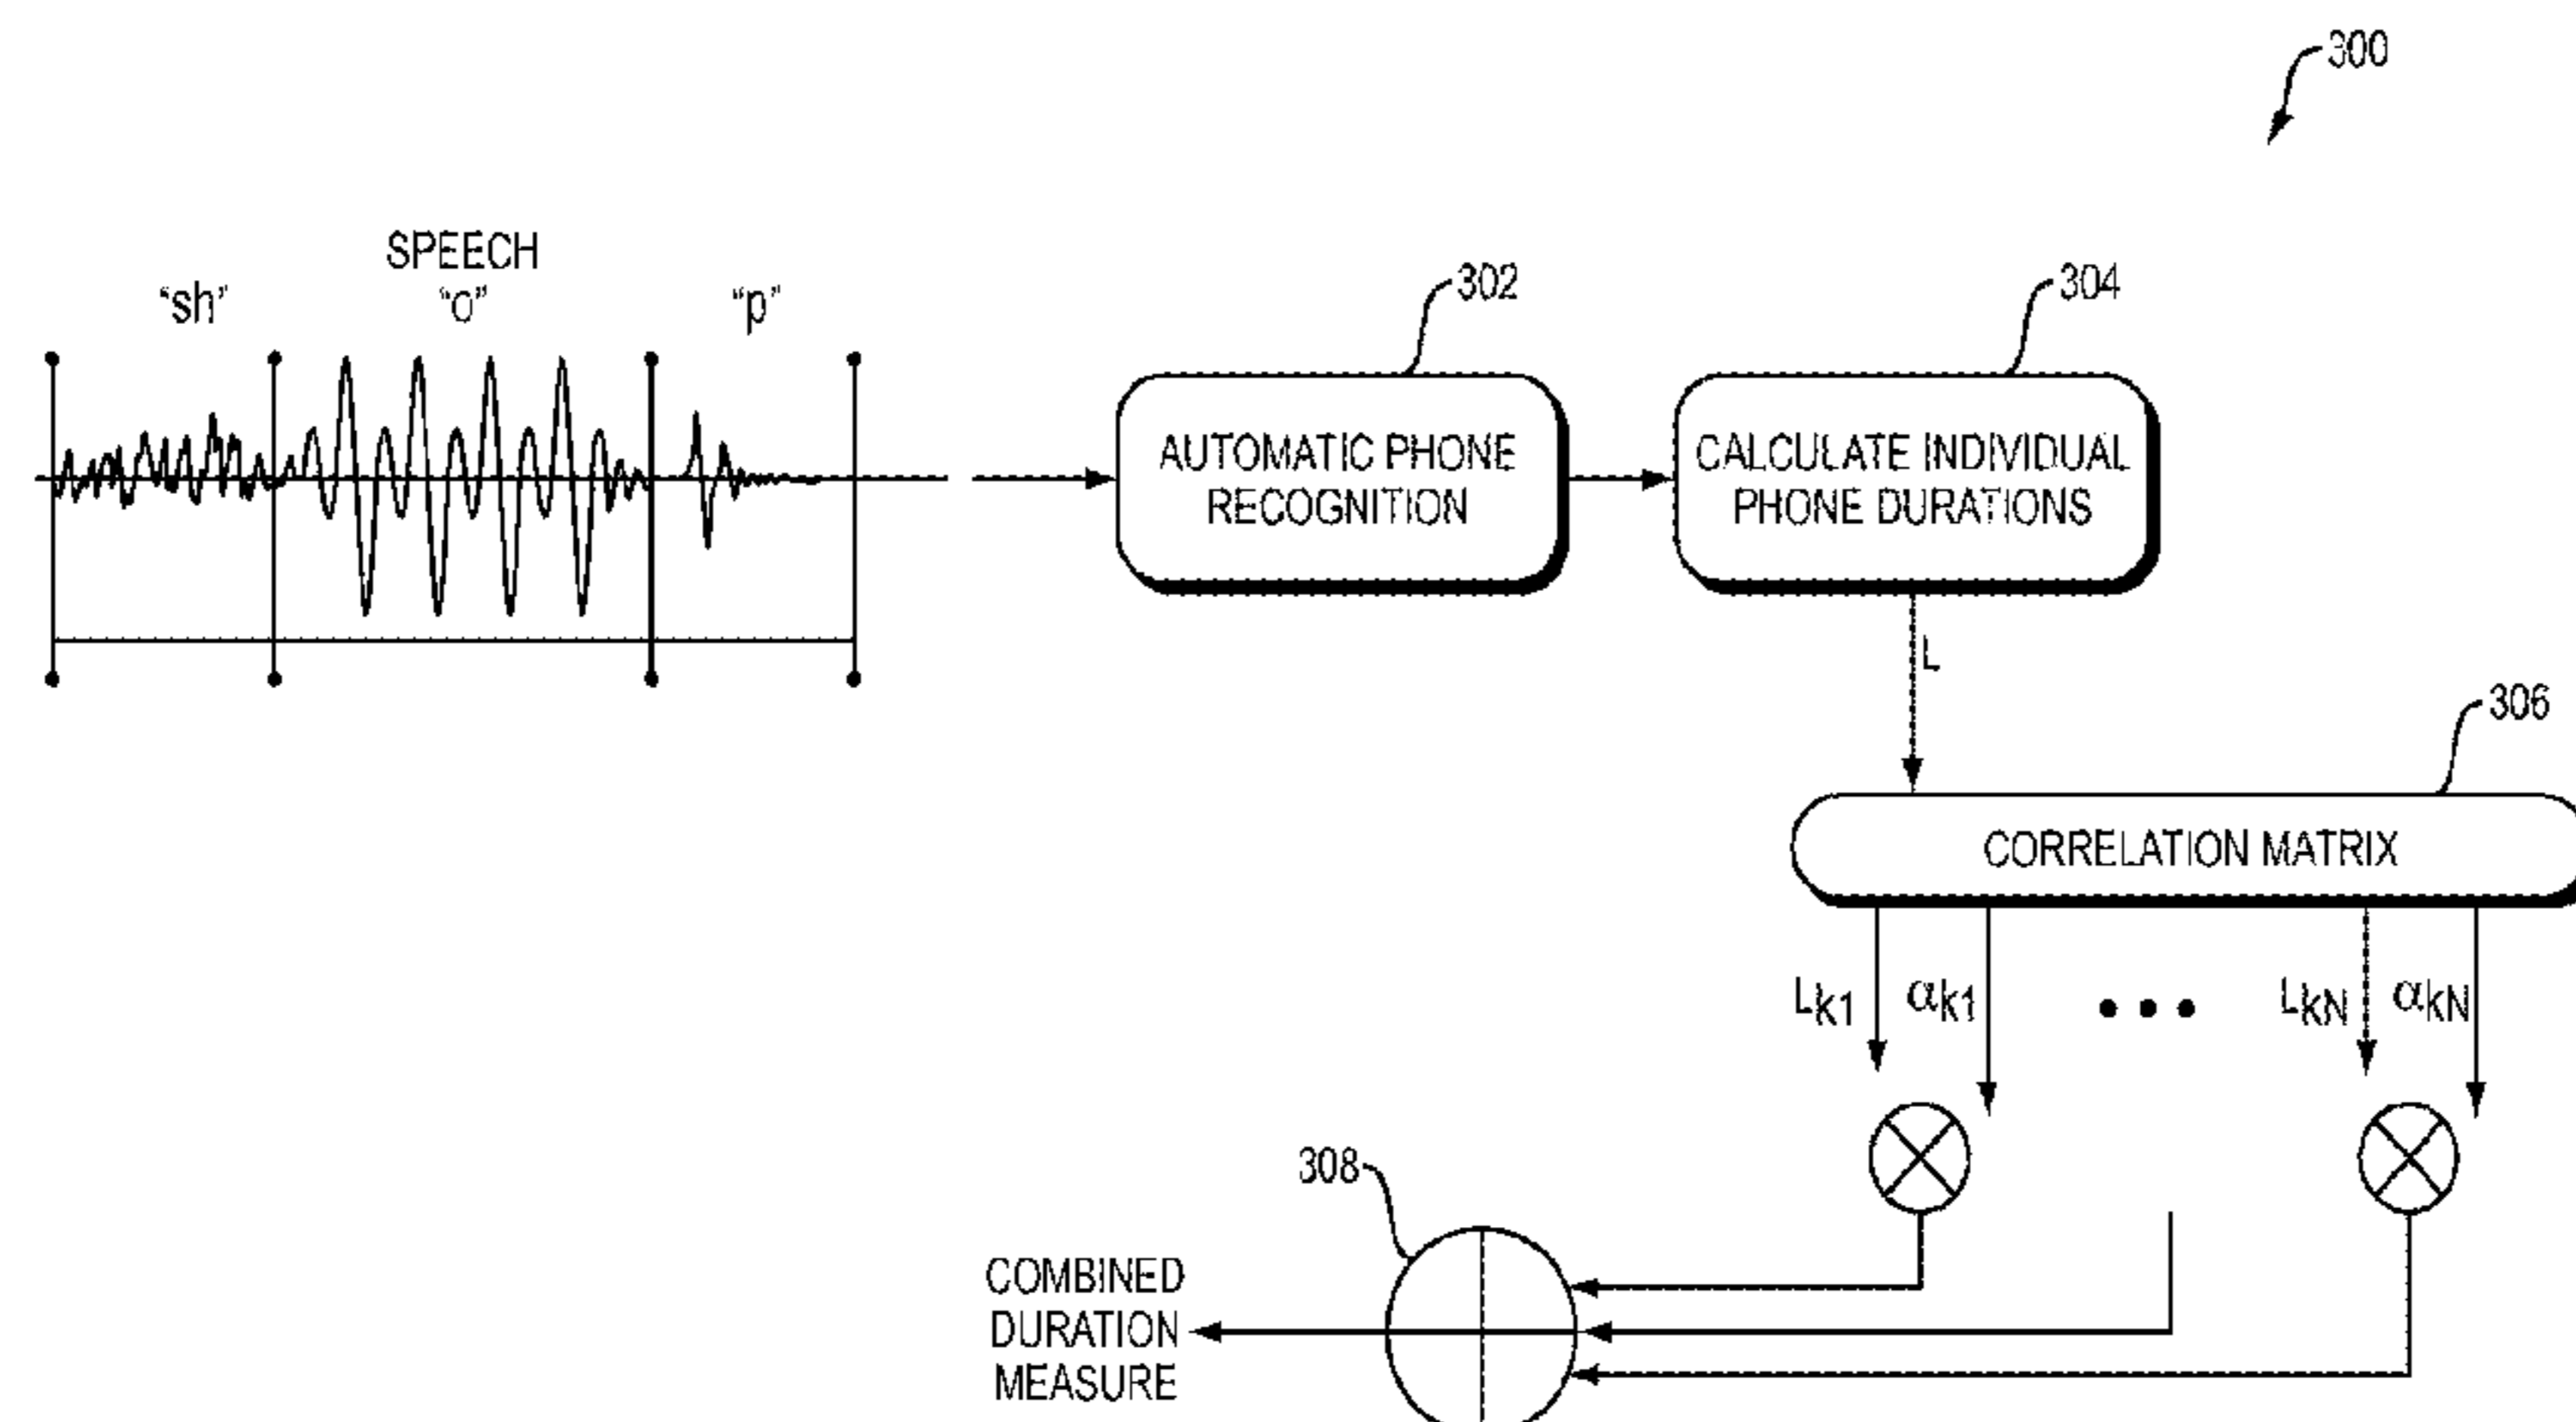 300
SPEECH
"sh" "o" "p"
302
304
AUTOMATIC PHONE
RECOGNITION
CALCULATE INDIVIDUAL
PHONE DURATIONS
L
306
CORRELATION MATRIX
Lk1 αk1 ••• LkN αkN
308
COMBINED
DURATION
MEASURE